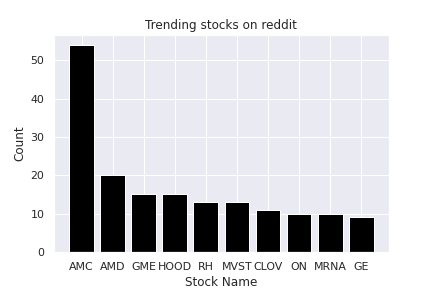 Trending stocks on reddit
Count
50
40
30
20
10
0
AMC AMD GME HOOD RH MVST CLOV ON MRNA GE
Stock Name